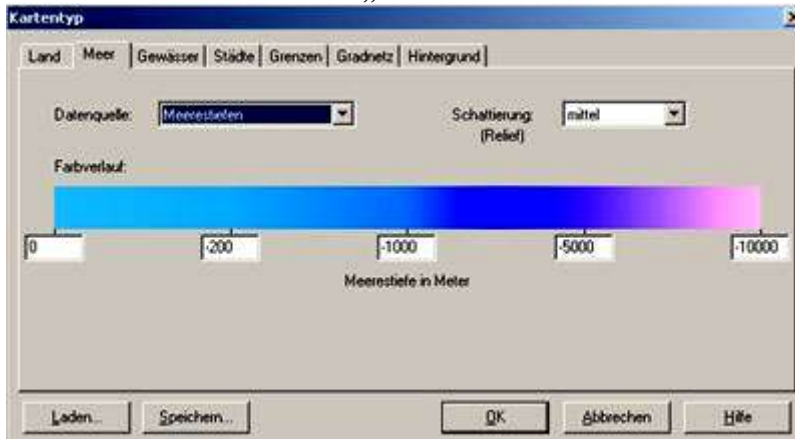 Kartentyp
Land Meer Gewässer Städte Grenzen Gradnetz Hintergrund
Datenquelle: Meerestiefen Schattierung: mittel
(Relief)
Farbverlauf:
0 -200 -1000 -5000 -10000
Meerestiefe in Meter
Laden... Speichern... OK Abbrechen Hilfe